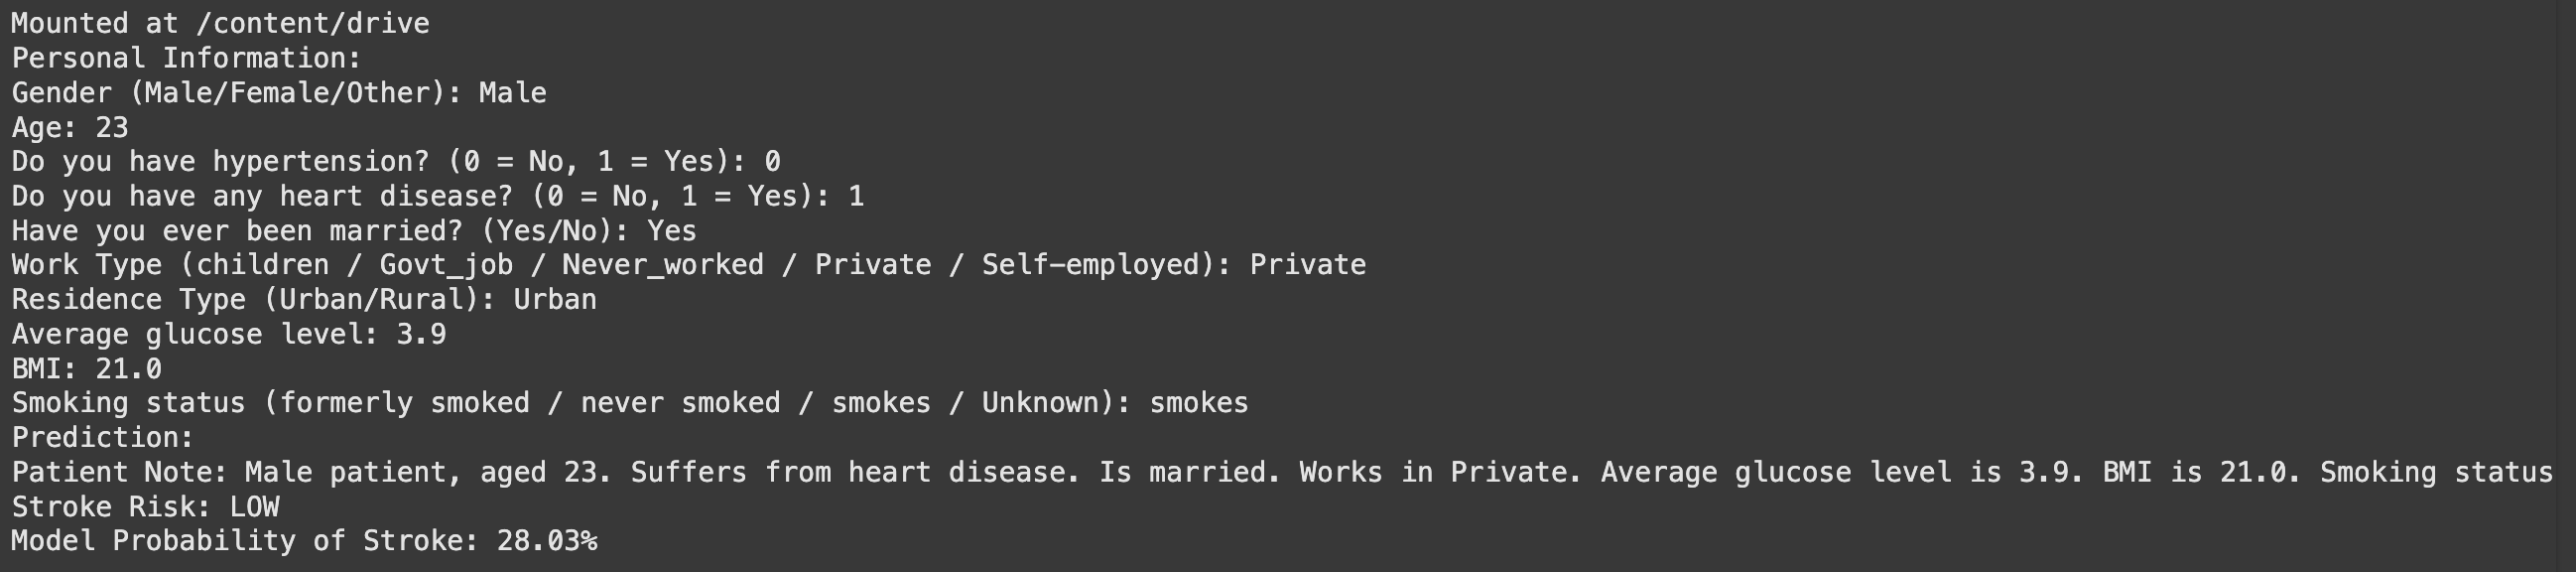 Mounted at /content/drive
Personal Information:
Gender (Male/Female/Other): Male
Age: 23
Do you have hypertension? (0 = No, 1 = Yes): 0
Do you have any heart disease? (0 = No, 1 = Yes): 1
Have you ever been married? (Yes/No): Yes
Work Type (children / Govt_job / Never_worked / Private / Self-employed): Private
Residence Type (Urban/Rural): Urban
Average glucose level: 3.9
BMI: 21.0
Smoking status (formerly smoked / never smoked / smokes / Unknown): smokes
Prediction:
Patient Note: Male patient, aged 23. Suffers from heart disease. Is married. Works in Private. Average glucose level is 3.9. BMI is 21.0. Smoking status
Stroke Risk: LOW
Model Probability of Stroke: 28.03%